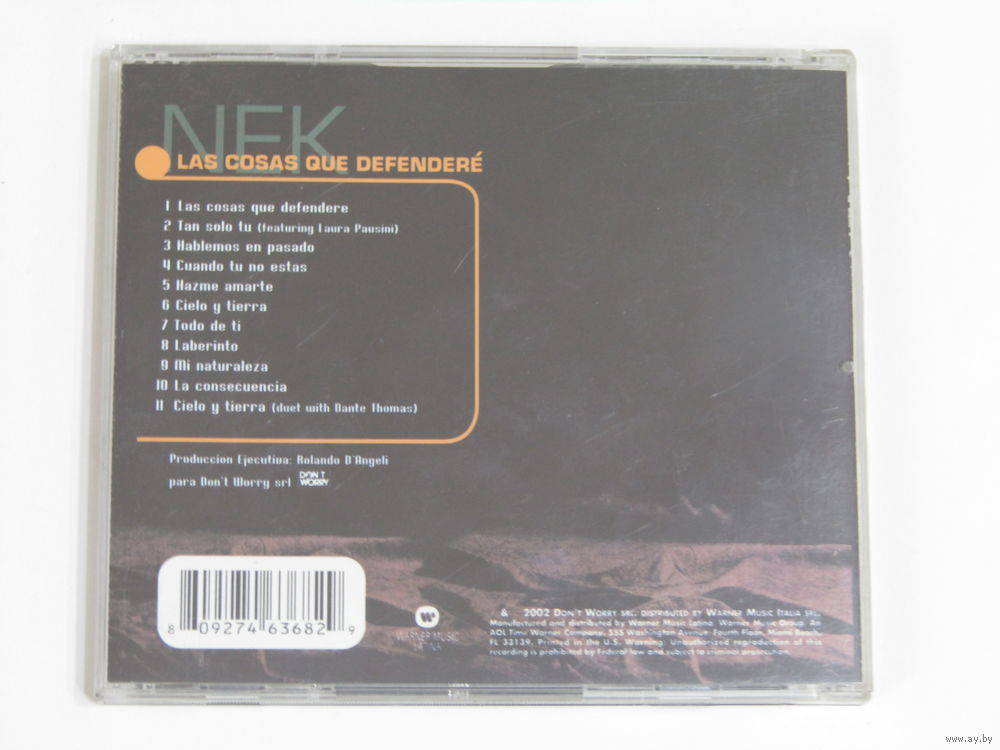 NEK
LAS COSAS QUE DEFENDERÉ
1 Las cosas que defendere
2 Tan solo tu (featuring Laura Pausini)
3 Hablemos en pasado
4 Cuando tu no estas
5 Hazme amarte
6 Cielo y tierra
7 Todo de ti
8 Laberinto
9 Mi naturaleza
10 La consecuencia
11 Cielo y tierra (duet with Dante Thomas)
Produccion Ejecutiva: Rolando D'Angeli
para Don't Worry srl DON'T WORRY
8 09274 63682 9
WARNER MUSIC
LATINA
& 2002 DON'T WORRY SRL. DISTRIBUTED BY WARNER MUSIC ITALIA SRL.
Manufactured and distributed by Warner Music Latina. Warner Music Group. An
AOL Time Warner Company, 555 Washington Avenue. Fourth Floor, Miami Beach,
FL 33139. Printed in the U.S. Warning. Unauthorized reproduction of this
recording is prohibited by Federal law and subject to criminal prosecution.
www.ay.by